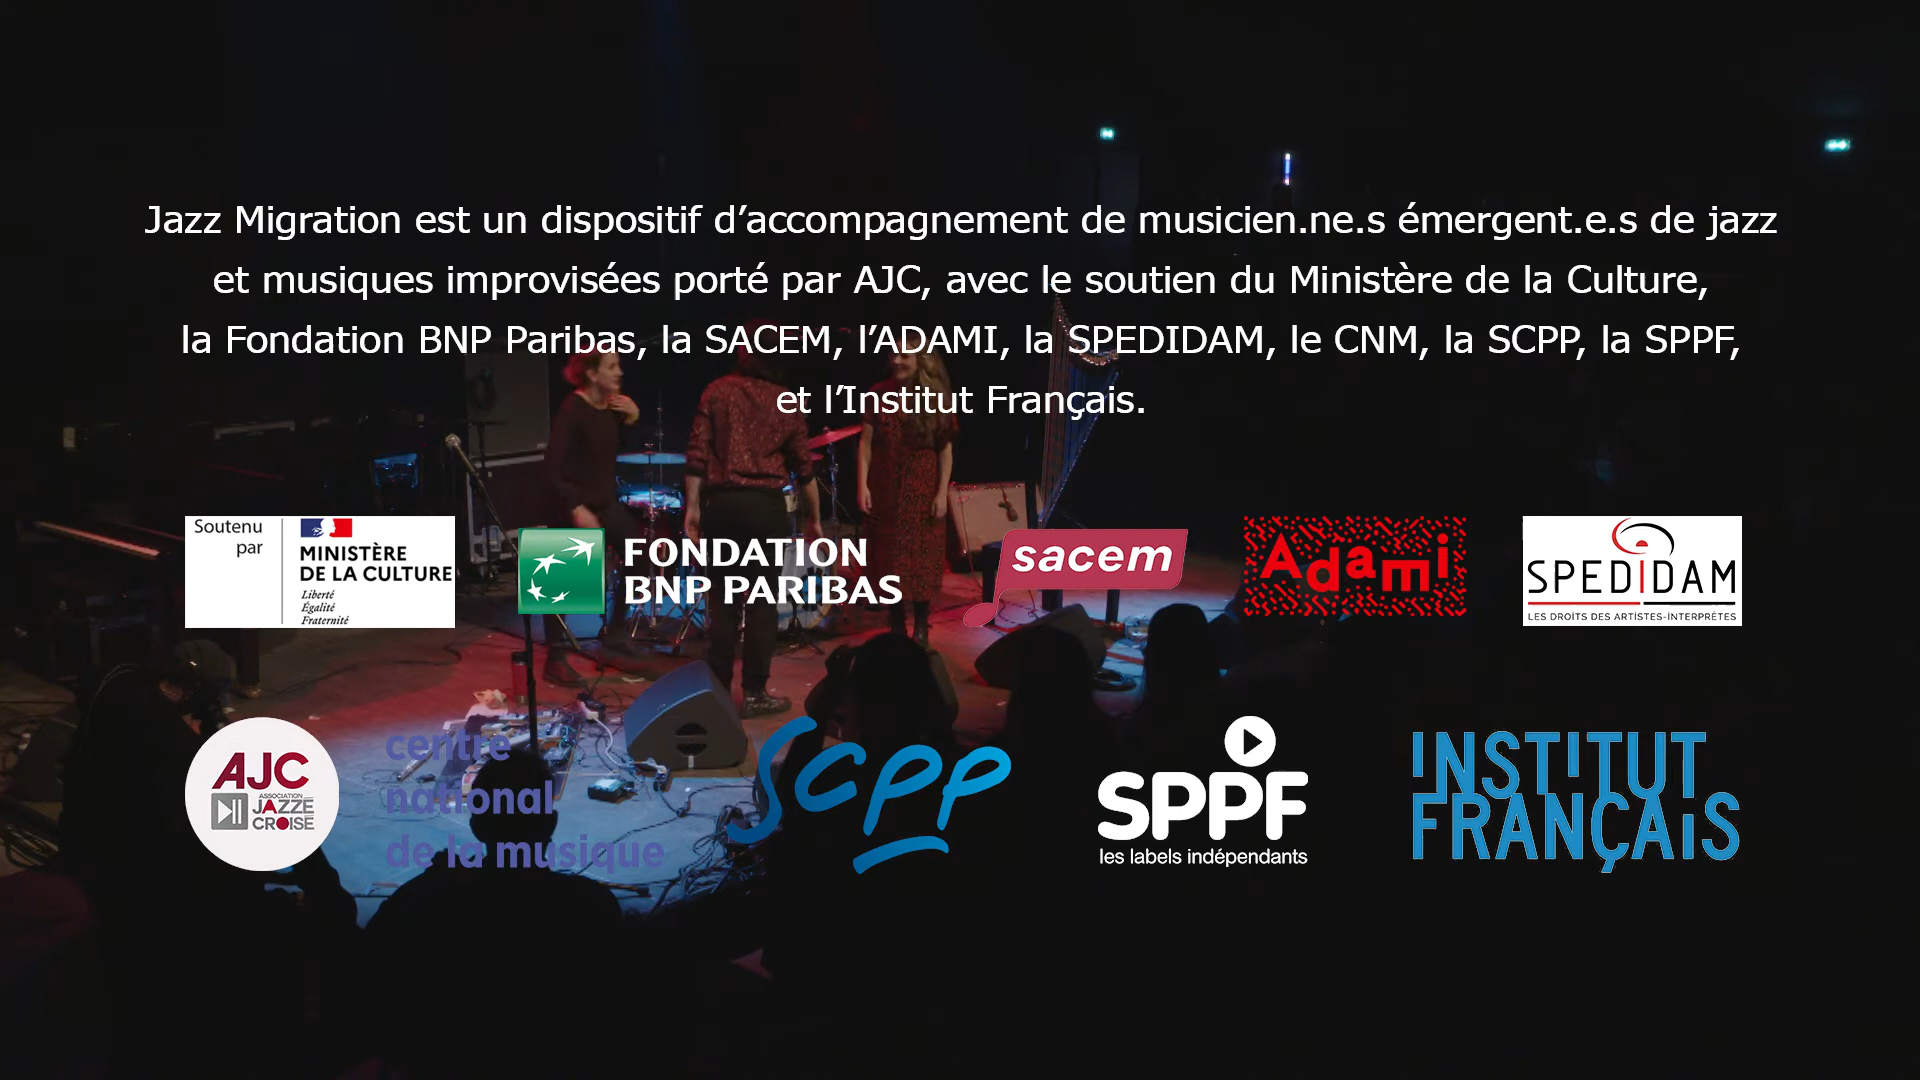 Jazz Migration est un dispositif d’accompagnement de musicien.ne.s émergent.e.s de jazz
et musiques improvisées porté par AJC, avec le soutien du Ministère de la Culture,
la Fondation BNP Paribas, la SACEM, l’ADAMI, la SPEDIDAM, le CNM, la SCPP, la SPPF,
et l’Institut Français.
Soutenu
par
MINISTÈRE
DE LA CULTURE
Liberté
Égalité
Fraternité
FONDATION
BNP PARIBAS
sacem
Adami
SPEDIDAM
LES DROITS DES ARTISTES-INTERPRÈTES
AJC
ASSOCIATION
JAZZÉ
CROISÉ
centre
national
de la musique
scpp
SPPF
les labels indépendants
INSTITUT
FRANÇAIS